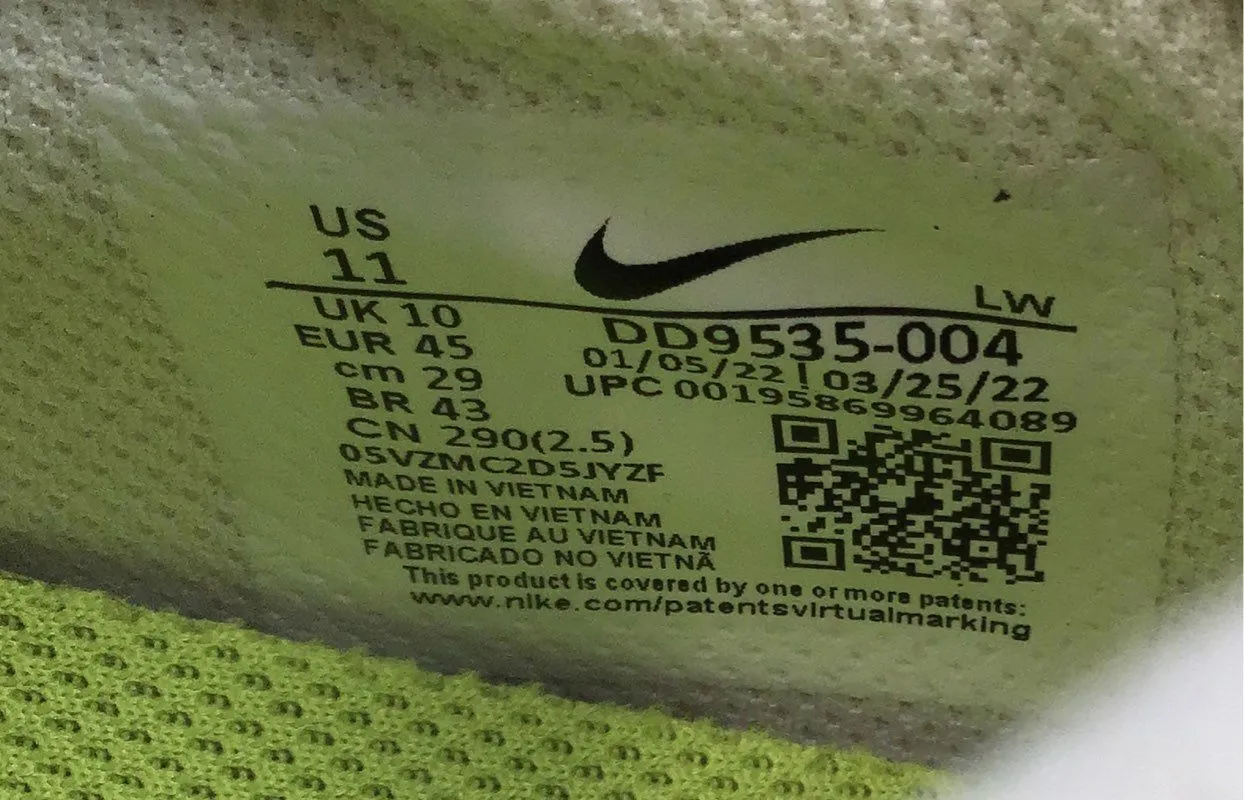 US
11
LW
UK 10
EUR 45
cm 29
BR 43
CN 290(2.5)
DD9535-004
01/05/22 | 03/25/22
UPC 00195869964089
05VZMC2D5JYZF
MADE IN VIETNAM
HECHO EN VIETNAM
FABRIQUE AU VIETNAM
FABRICADO NO VIETNÃ
This product is covered by one or more patents:
www.nike.com/patentsvirtualmarking